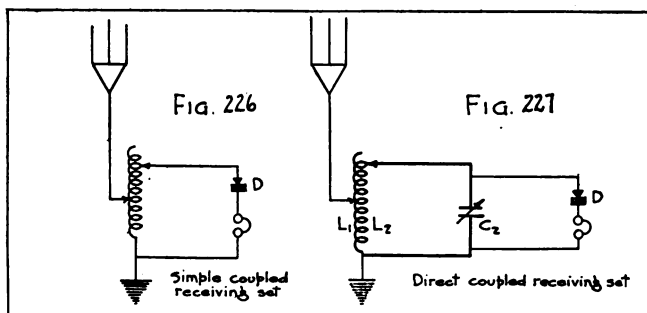 FIG. 226
D
Simple coupled
receiving set
FIG. 227
L₁ L₂
C₂
D
Direct coupled receiving set